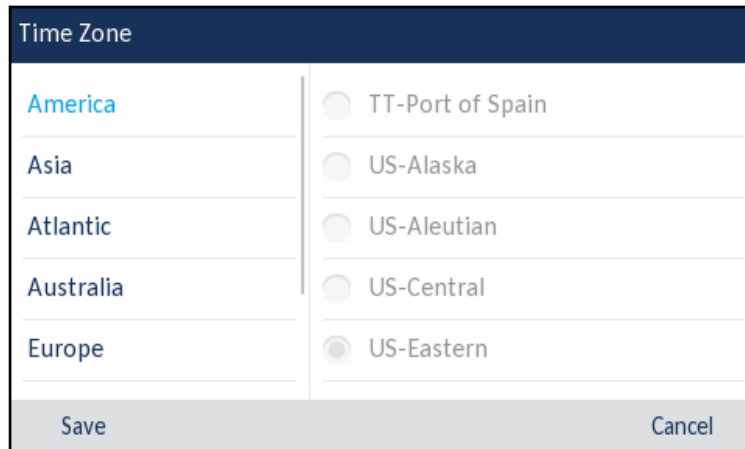 Time Zone
America
Asia
Atlantic
Australia
Europe
TT-Port of Spain
US-Alaska
US-Aleutian
US-Central
US-Eastern
Save
Cancel